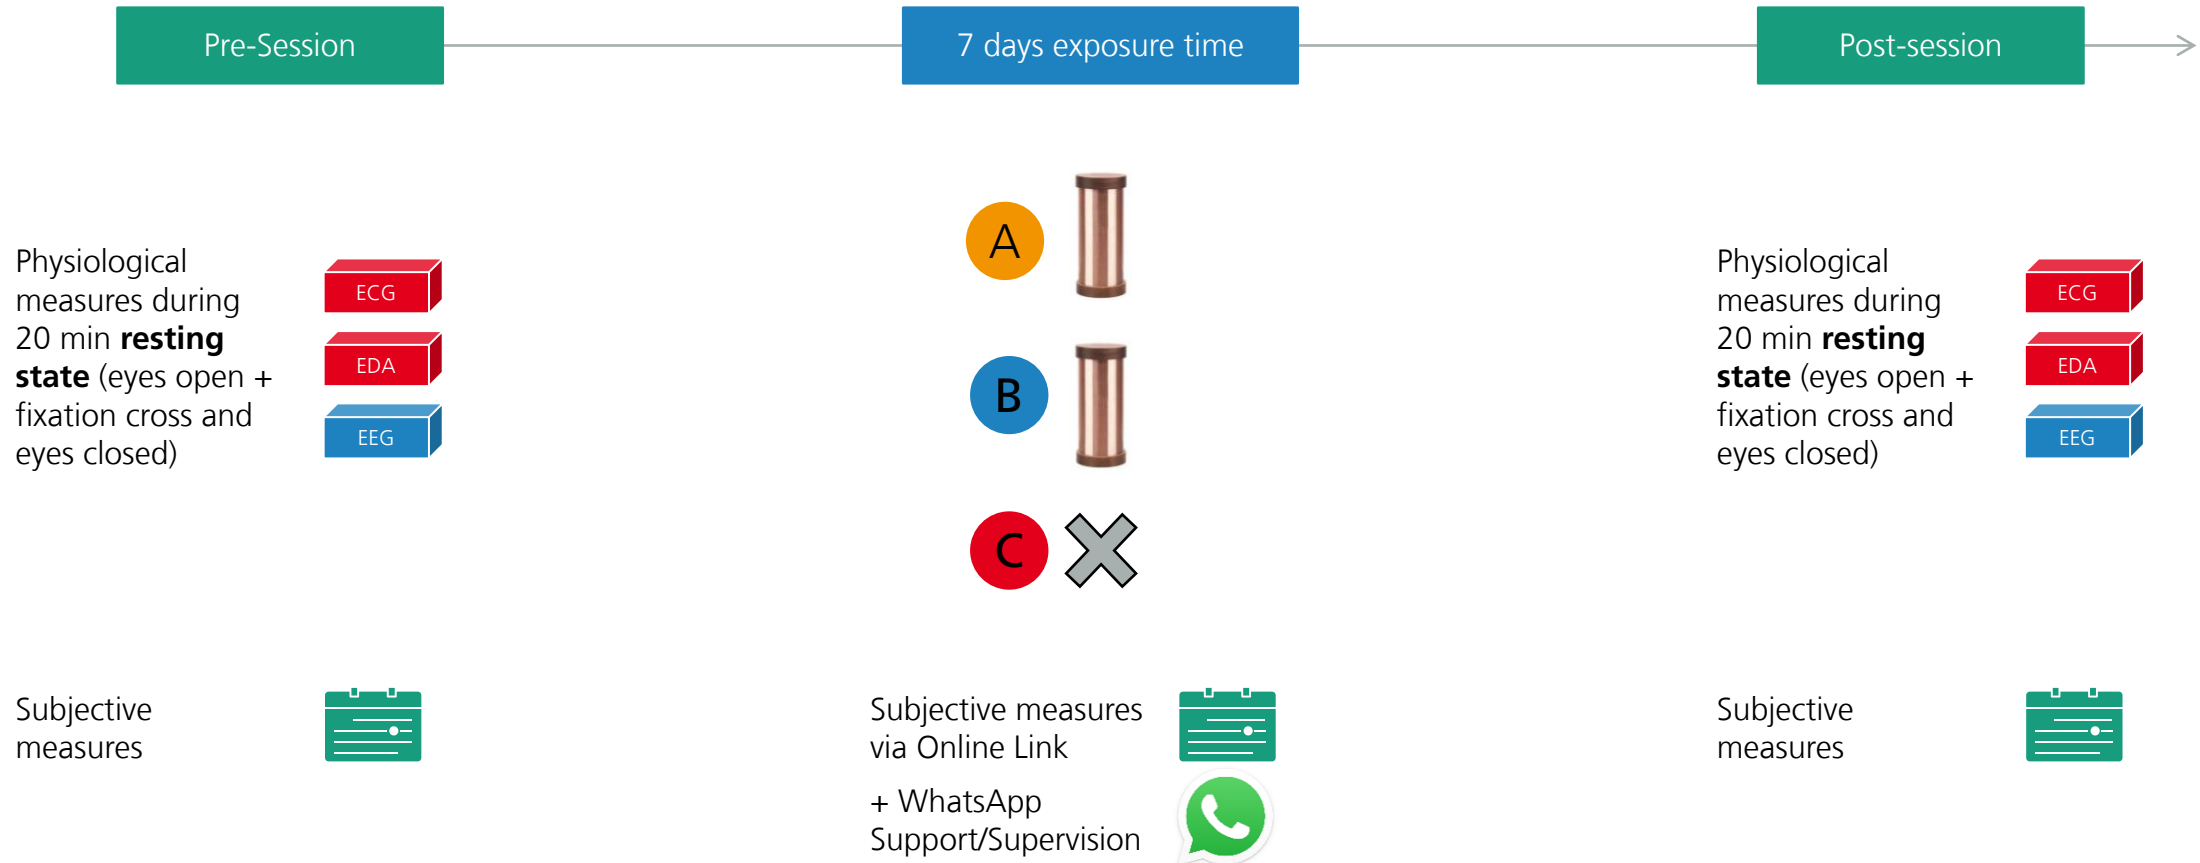 Pre-Session
7 days exposure time
Post-session
Physiological
measures during
20 min resting
state (eyes open +
fixation cross and
eyes closed)
ECG
EDA
EEG
A
B
C
Physiological
measures during
20 min resting
state (eyes open +
fixation cross and
eyes closed)
ECG
EDA
EEG
Subjective
measures
Subjective measures
via Online Link
+ WhatsApp
Support/Supervision
Subjective
measures